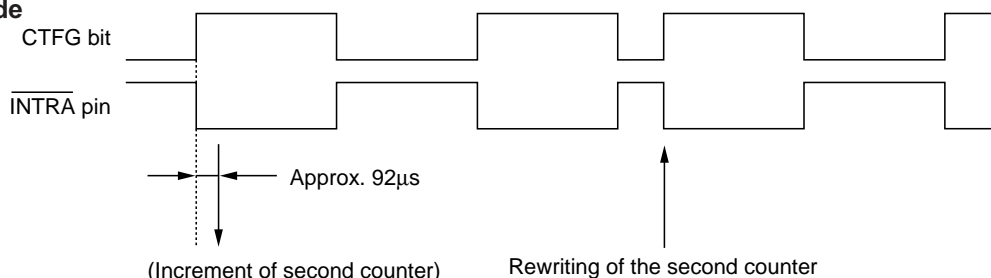 de
CTFG bit
INTRA pin
Approx. 92μs
(Increment of second counter)
Rewriting of the second counter